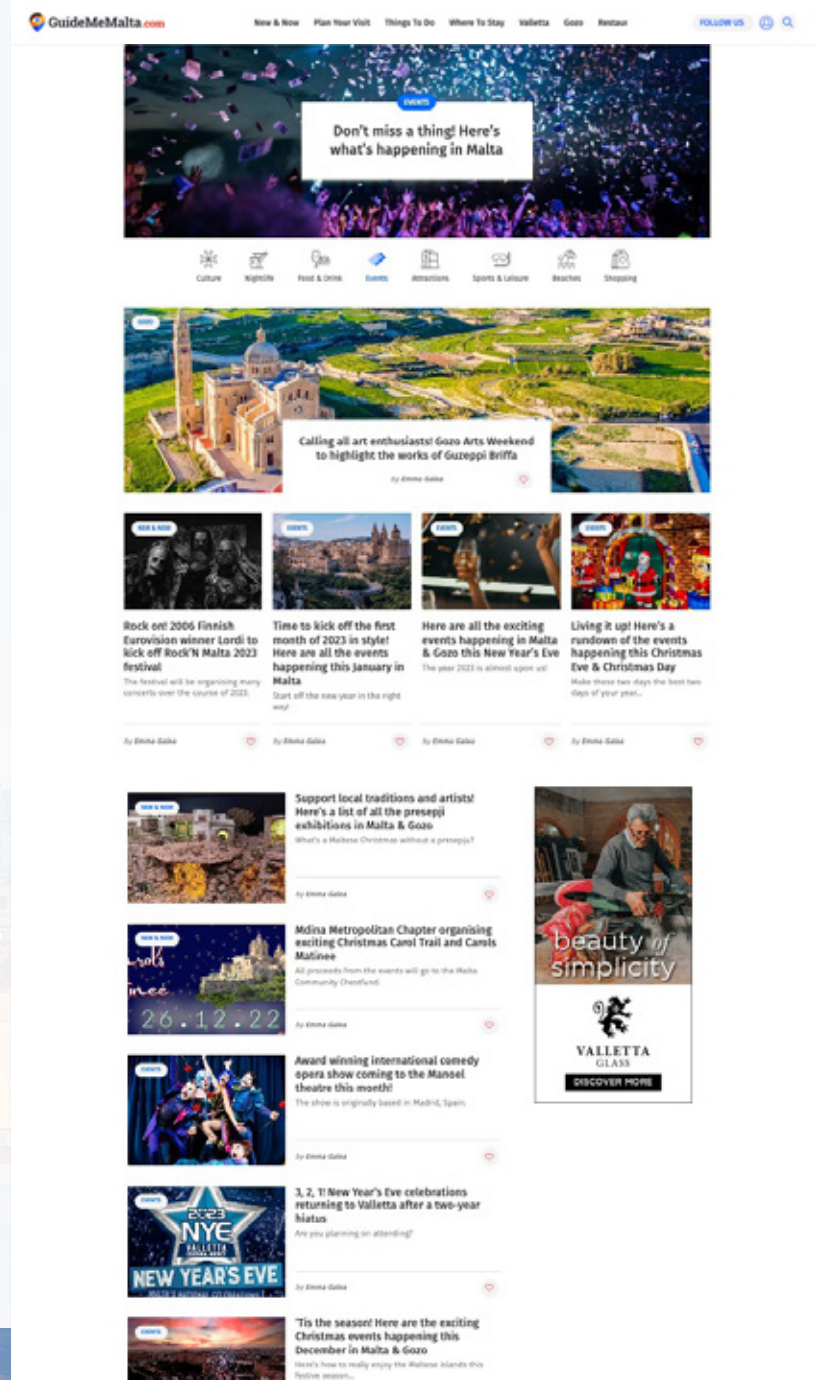 GuideMeMalta.com
New & Now Plan Your Visit Things To Do Where To Stay Valletta Gozo Restaur
FOLLOW US
EVENTS
Don't miss a thing! Here's
what's happening in Malta
Culture Nightlife Food & Drink Events Attractions Sports & Leisure Beaches Shopping
GOZO
Calling all art enthusiasts! Gozo Arts Weekend
to highlight the works of Guzeppi Briffa
by Emma Galea
NEW & NOW
Rock on! 2006 Finnish
Eurovision winner Lordi to
kick off Rock'N Malta 2023
festival
The festival will be organising many
concerts over the course of 2023.
by Emma Galea
EVENTS
Time to kick off the first
month of 2023 in style!
Here are all the events
happening this January in
Malta
Start off the new year in the right
way!
by Emma Galea
EVENTS
Here are all the exciting
events happening in Malta
& Gozo this New Year's Eve
The year 2023 is almost upon us!
by Emma Galea
EVENTS
Living it up! Here's a
rundown of the events
happening this Christmas
Eve & Christmas Day
Make these two days the best two
days of your year...
by Emma Galea
NEW & NOW
Support local traditions and artists!
Here's a list of all the presepji
exhibitions in Malta & Gozo
What's a Maltese Christmas without a presepju?
by Emma Galea
NEW & NOW
rols
inee
26.12.22
Mdina Metropolitan Chapter organising
exciting Christmas Carol Trail and Carols
Matinee
All proceeds from the events will go to the Malta
Community Chestfund.
by Emma Galea
EVENTS
Award winning international comedy
opera show coming to the Manoel
theatre this month!
The show is originally based in Madrid, Spain.
by Emma Galea
EVENTS
2023
NYE
VALLETTA
NEW YEAR'S EVE
MALTA'S NATIONAL CELEBRATIONS
3, 2, 1! New Year's Eve celebrations
returning to Valletta after a two-year
hiatus
Are you planning on attending?
by Emma Galea
EVENTS
'Tis the season! Here are the exciting
Christmas events happening this
December in Malta & Gozo
Here's how to really enjoy the Maltese islands this
festive season...
beauty of
simplicity
VALLETTA
GLASS
DISCOVER MORE